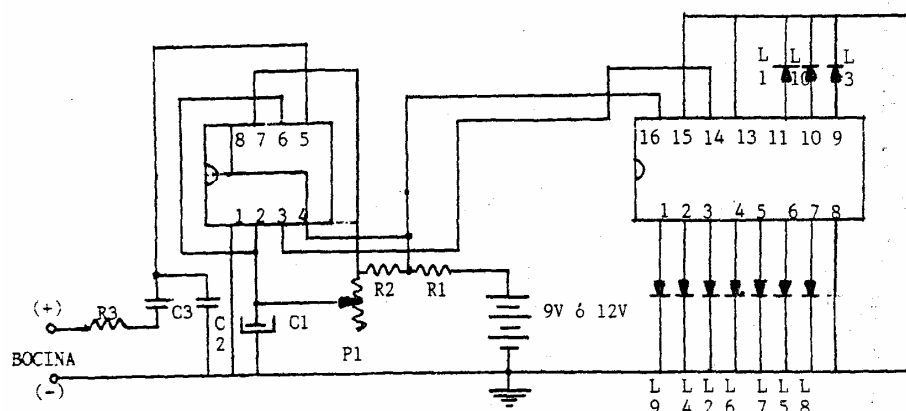 L L L
1 10 3
8 7 6 5
16 15 14 13 11 10 9
1 2 3 4
1 2 3 4 5 6 7 8
R2 R1
(+)
R3
C3
C
2
C1
P1
9V ó 12V
BOCINA
(-)
L L L L L L L
9 4 2 6 7 5 8